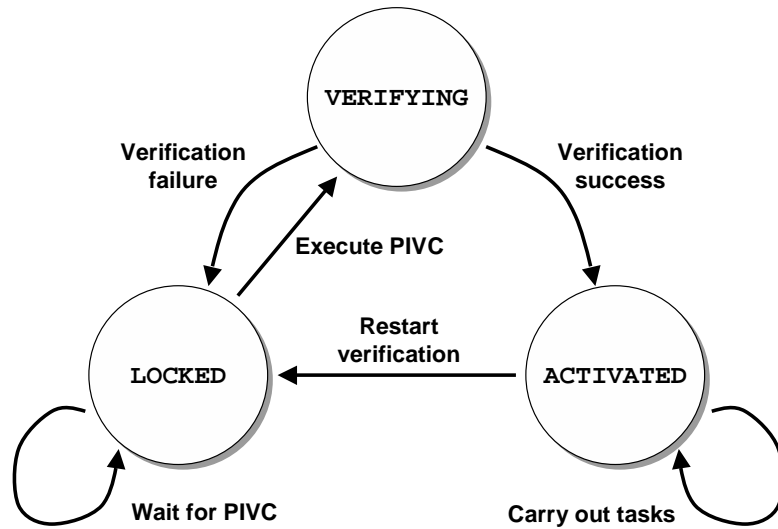 VERIFYING
Verification
failure
Verification
success
Execute PIVC
Restart
verification
LOCKED
ACTIVATED
Wait for PIVC
Carry out tasks